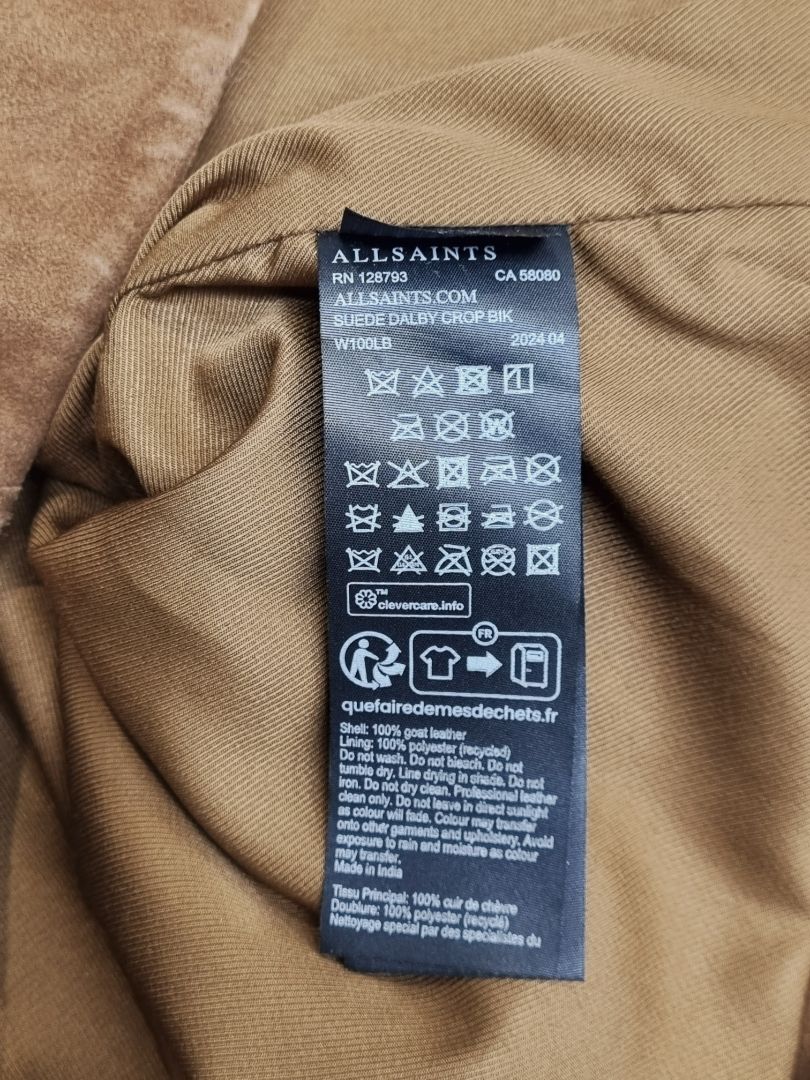 ALLSAINTS
RN 128793 CA 58080
ALLSAINTS.COM
SUEDE DALBY CROP BIK
W100LB 2024 04
W
TM
clevercare.info
FR
quefairedemesdechets.fr
Shell: 100% goat leather
Lining: 100% polyester (recycled)
Do not wash. Do not bleach. Do not
tumble dry. Line drying in shade. Do not
iron. Do not dry clean. Professional leather
clean only. Do not leave in direct sunlight
as colour will fade. Colour may transfer
onto other garments and upholstery. Avoid
exposure to rain and moisture as colour
may transfer.
Made in India
Tissu Principal: 100% cuir de chèvre
Doublure: 100% polyester (recyclé)
Nettoyage spécial par des spécialistes du